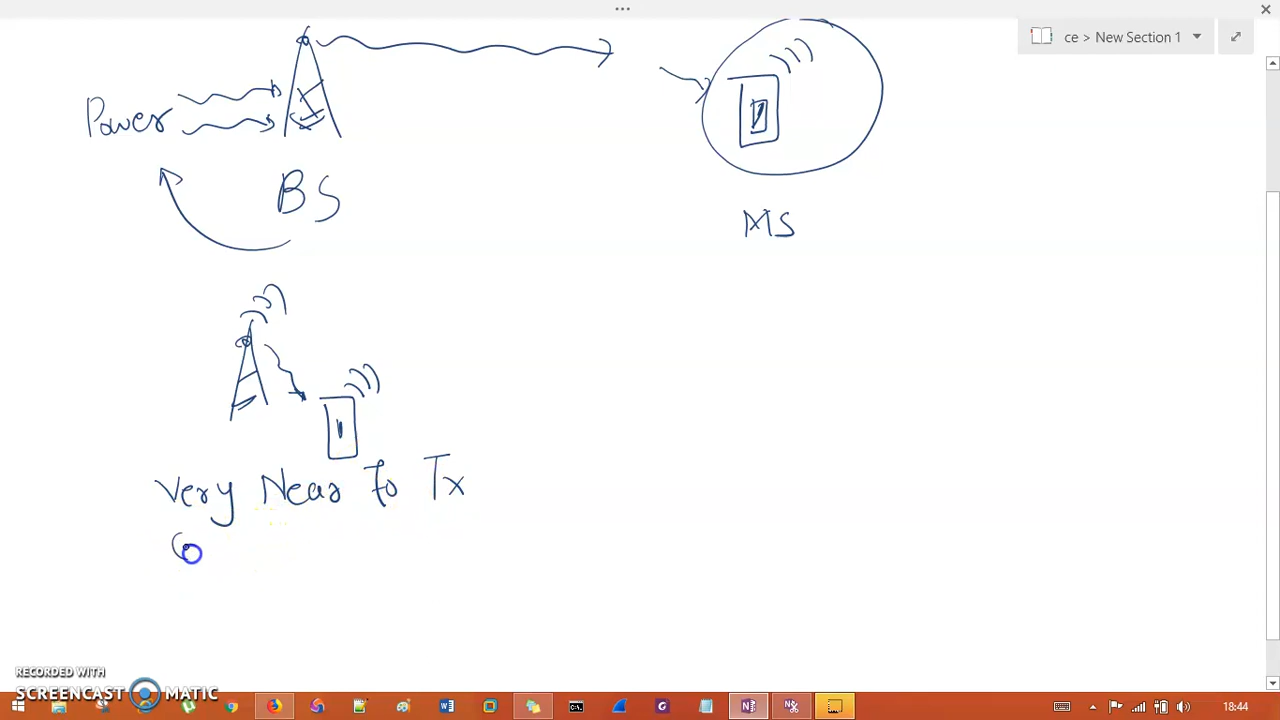 ce > New Section 1
Power
BS
MS
Very Near to Tx
RECORDED WITH
SCREENCAST MATIC
18:44